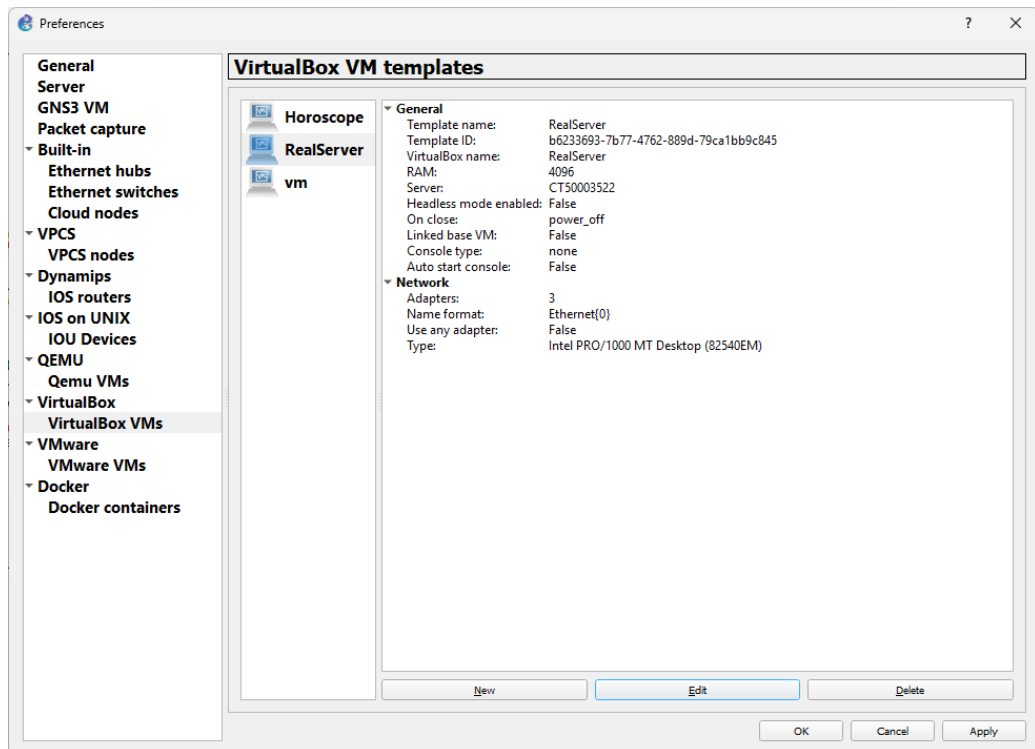 Preferences
?
General
Server
GNS3 VM
Packet capture
Built-in
Ethernet hubs
Ethernet switches
Cloud nodes
VPCS
VPCS nodes
Dynamips
IOS routers
IOS on UNIX
IOU Devices
QEMU
Qemu VMs
VirtualBox
VirtualBox VMs
VMware
VMware VMs
Docker
Docker containers
VirtualBox VM templates
Horoscope
RealServer
vm
General
Template name: RealServer
Template ID: b6233693-7b77-4762-889d-79ca1bb9c845
VirtualBox name: RealServer
RAM: 4096
Server: CT50003522
Headless mode enabled: False
On close: power_off
Linked base VM: False
Console type: none
Auto start console: False
Network
Adapters: 3
Name format: Ethernet{0}
Use any adapter: False
Type: Intel PRO/1000 MT Desktop (82540EM)
New Edit Delete
OK Cancel Apply